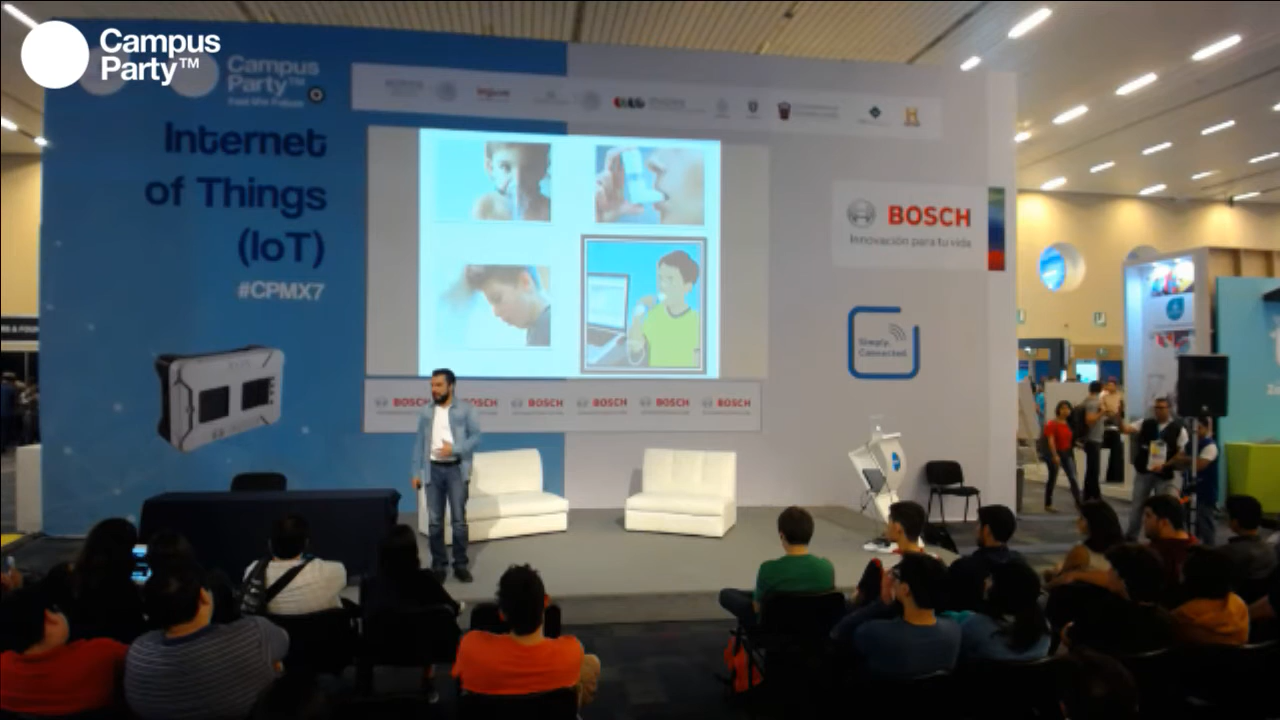 Campus
Party™
Campus
Party™
Internet
of Things
(IoT)
#CPMX7
BOSCH
Innovación para tu vida
Simply.
Connected.
BOSCH
BOSCH
BOSCH
BOSCH
BOSCH
BOSCH